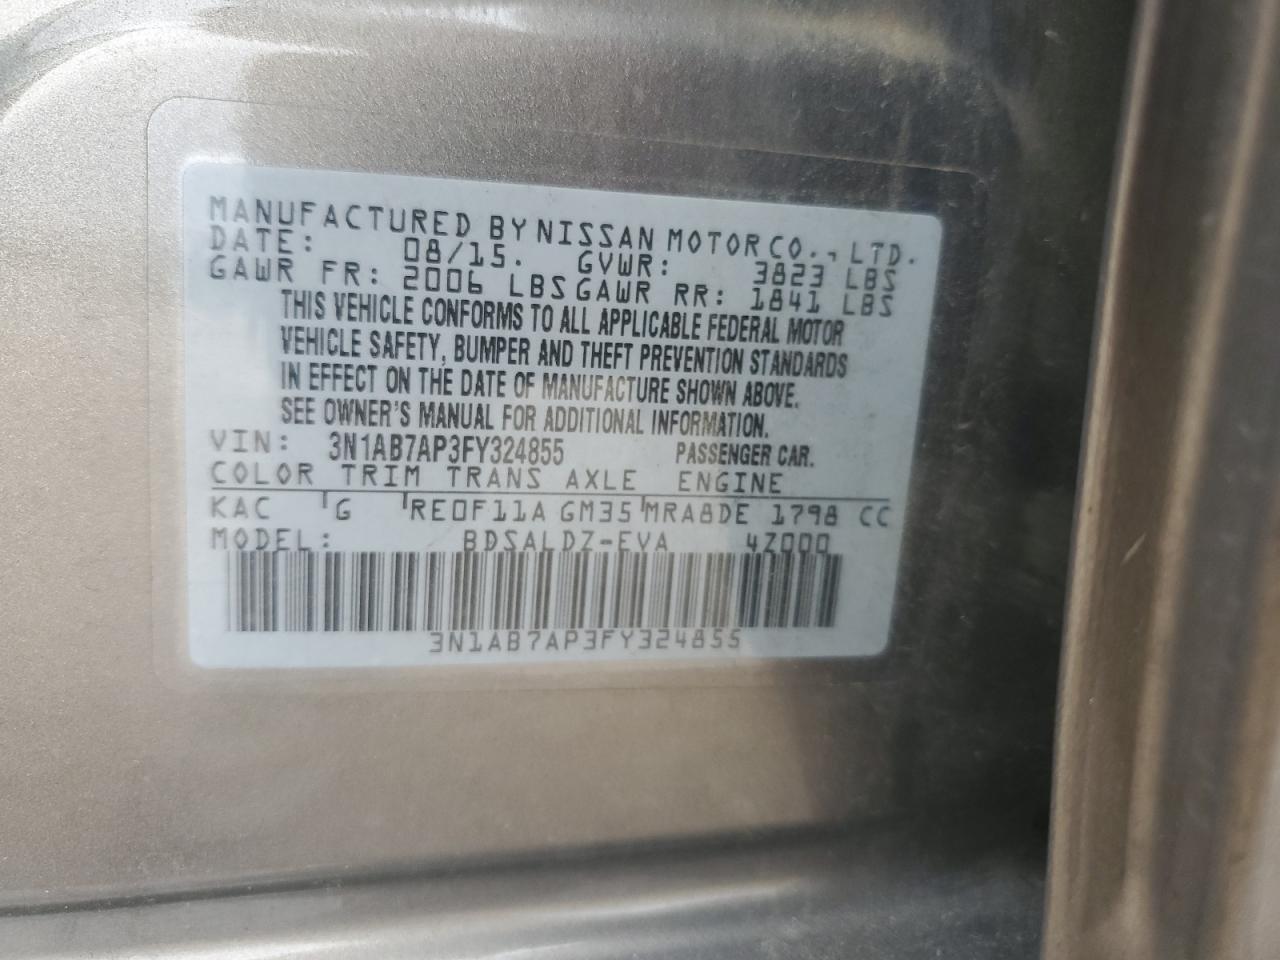 MANUFACTURED BY NISSAN MOTOR CO., LTD.
DATE: 08/15. GVWR: 3823 LBS
GAWR FR: 2006 LBS GAWR RR: 1841 LBS
THIS VEHICLE CONFORMS TO ALL APPLICABLE FEDERAL MOTOR
VEHICLE SAFETY, BUMPER AND THEFT PREVENTION STANDARDS
IN EFFECT ON THE DATE OF MANUFACTURE SHOWN ABOVE.
SEE OWNER'S MANUAL FOR ADDITIONAL INFORMATION.
VIN: 3N1AB7AP3FY324855 PASSENGER CAR.
COLOR TRIM TRANS AXLE ENGINE
KAC G RE0F11A GM35 MRA8DE 1798 CC
MODEL: BDSALDZ-EVA 4Z000
3N1AB7AP3FY324855